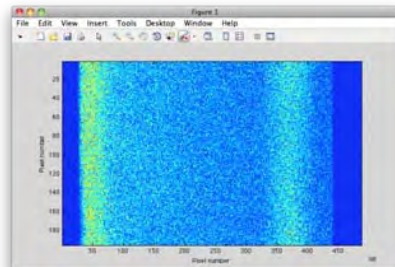 Figure 1
File Edit View Insert Tools Desktop Window Help
20
40
60
80
100
120
140
160
180
Pixel number
50 100 150 200 250 300 350 400 450
Pixel number